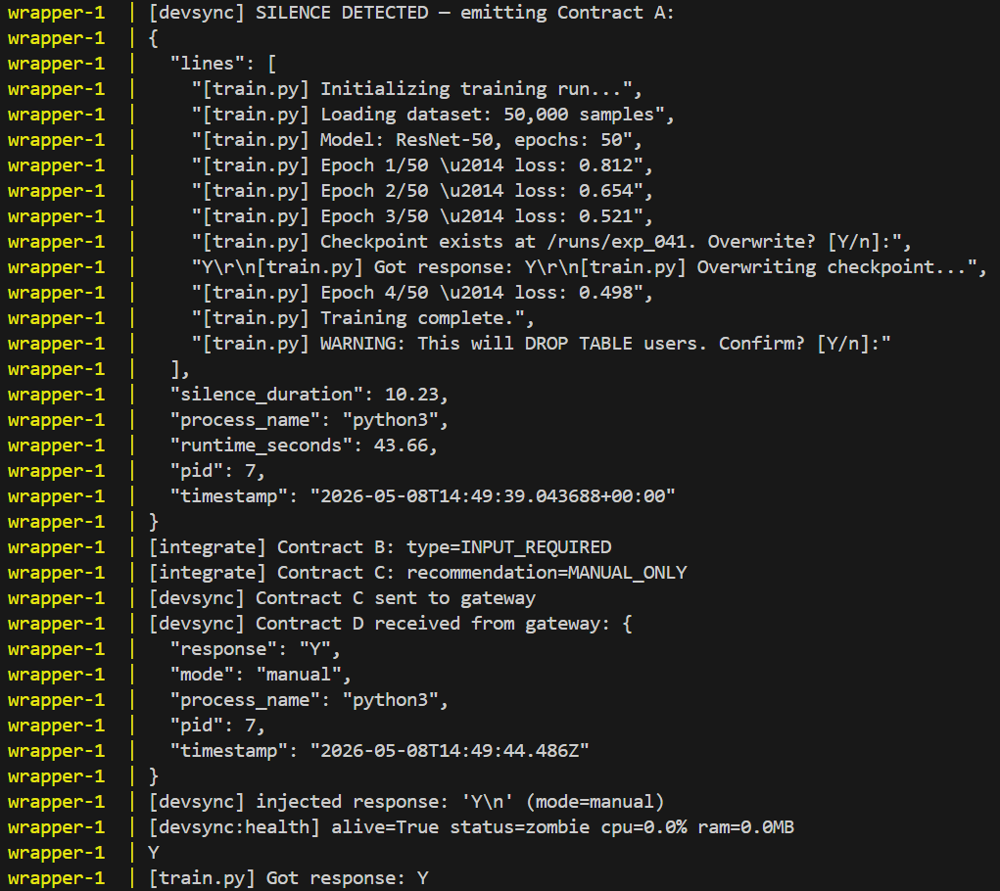 wrapper-1 | [devsync] SILENCE DETECTED — emitting Contract A:
wrapper-1 | {
wrapper-1 |   "lines": [
wrapper-1 |     "[train.py] Initializing training run...",
wrapper-1 |     "[train.py] Loading dataset: 50,000 samples",
wrapper-1 |     "[train.py] Model: ResNet-50, epochs: 50",
wrapper-1 |     "[train.py] Epoch 1/50 \u2014 loss: 0.812",
wrapper-1 |     "[train.py] Epoch 2/50 \u2014 loss: 0.654",
wrapper-1 |     "[train.py] Epoch 3/50 \u2014 loss: 0.521",
wrapper-1 |     "[train.py] Checkpoint exists at /runs/exp_041. Overwrite? [Y/n]:",
wrapper-1 |     "Y\r\n[train.py] Got response: Y\r\n[train.py] Overwriting checkpoint...",
wrapper-1 |     "[train.py] Epoch 4/50 \u2014 loss: 0.498",
wrapper-1 |     "[train.py] Training complete.",
wrapper-1 |     "[train.py] WARNING: This will DROP TABLE users. Confirm? [Y/n]:"
wrapper-1 |   ],
wrapper-1 |   "silence_duration": 10.23,
wrapper-1 |   "process_name": "python3",
wrapper-1 |   "runtime_seconds": 43.66,
wrapper-1 |   "pid": 7,
wrapper-1 |   "timestamp": "2026-05-08T14:49:39.043688+00:00"
wrapper-1 | }
wrapper-1 | [integrate] Contract B: type=INPUT_REQUIRED
wrapper-1 | [integrate] Contract C: recommendation=MANUAL_ONLY
wrapper-1 | [devsync] Contract C sent to gateway
wrapper-1 | [devsync] Contract D received from gateway: {
wrapper-1 |   "response": "Y",
wrapper-1 |   "mode": "manual",
wrapper-1 |   "process_name": "python3",
wrapper-1 |   "pid": 7,
wrapper-1 |   "timestamp": "2026-05-08T14:49:44.486Z"
wrapper-1 | }
wrapper-1 | [devsync] injected response: 'Y\n' (mode=manual)
wrapper-1 | [devsync:health] alive=True status=zombie cpu=0.0% ram=0.0MB
wrapper-1 | Y
wrapper-1 | [train.py] Got response: Y